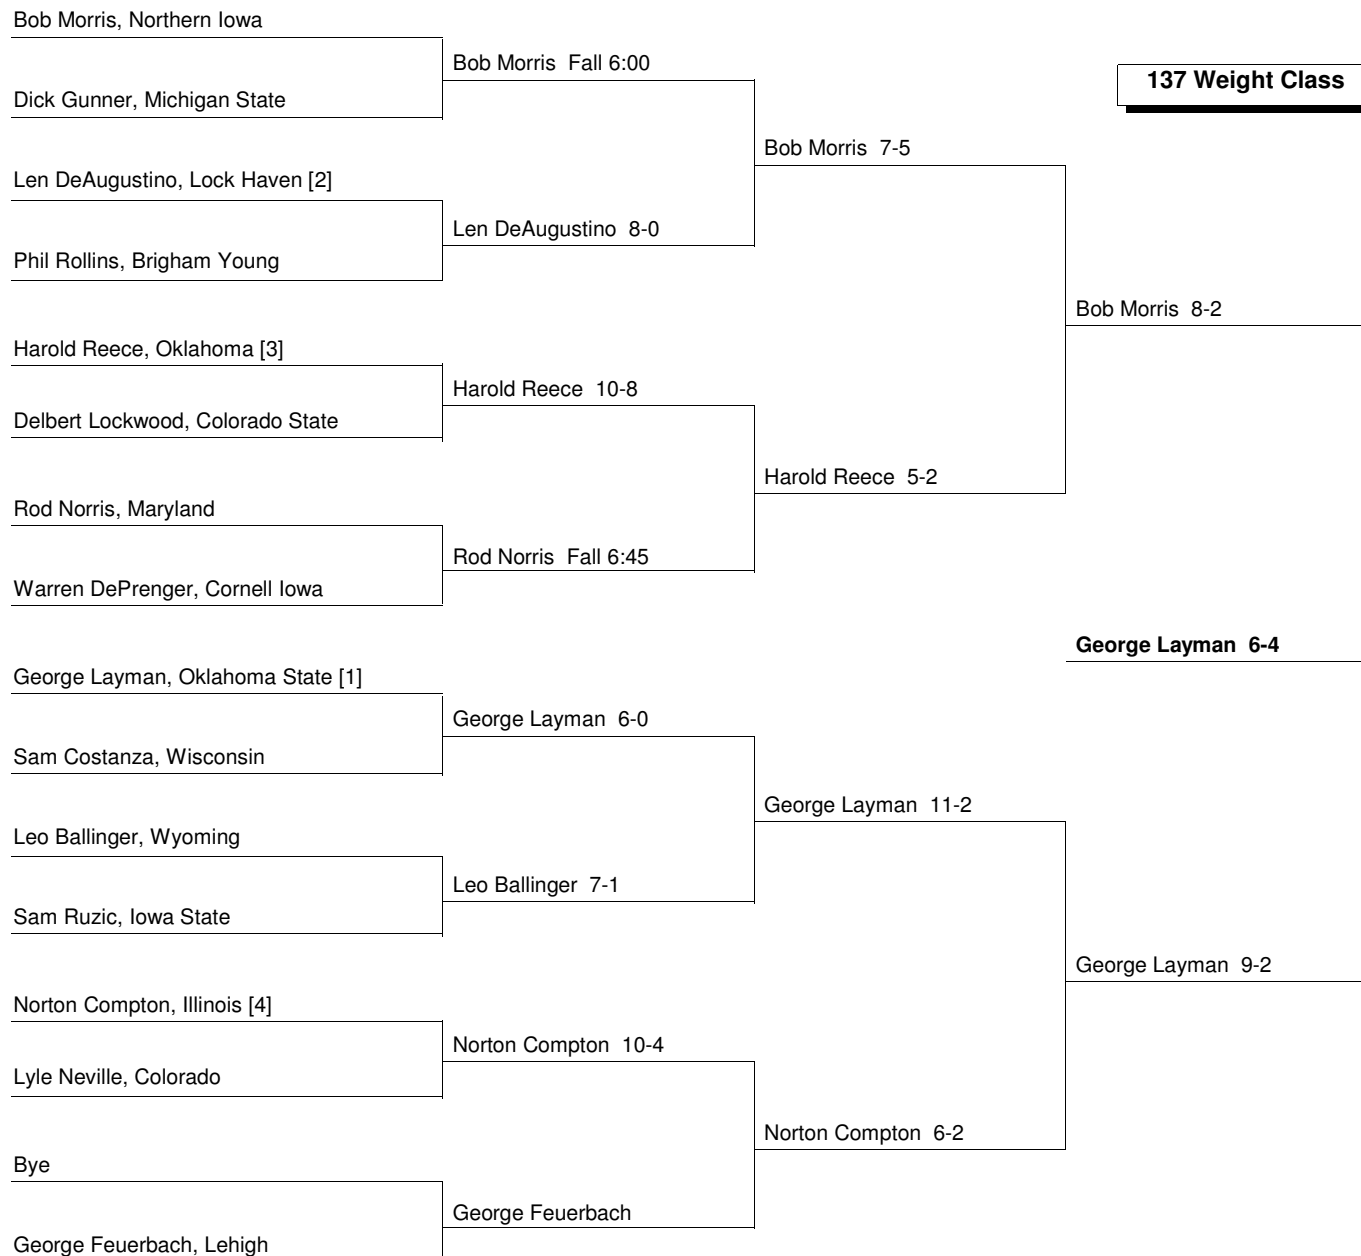 Bob Morris, Northern Iowa
Bob Morris Fall 6:00
137 Weight Class
Dick Gunner, Michigan State
Bob Morris 7-5
Len DeAugustino, Lock Haven [2]
Len DeAugustino 8-0
Phil Rollins, Brigham Young
Bob Morris 8-2
Harold Reece, Oklahoma [3]
Harold Reece 10-8
Delbert Lockwood, Colorado State
Harold Reece 5-2
Rod Norris, Maryland
Rod Norris Fall 6:45
Warren DePrenger, Cornell Iowa
George Layman 6-4
George Layman, Oklahoma State [1]
George Layman 6-0
Sam Costanza, Wisconsin
George Layman 11-2
Leo Ballinger, Wyoming
Leo Ballinger 7-1
Sam Ruzic, Iowa State
George Layman 9-2
Norton Compton, Illinois [4]
Norton Compton 10-4
Lyle Neville, Colorado
Norton Compton 6-2
Bye
George Feuerbach
George Feuerbach, Lehigh